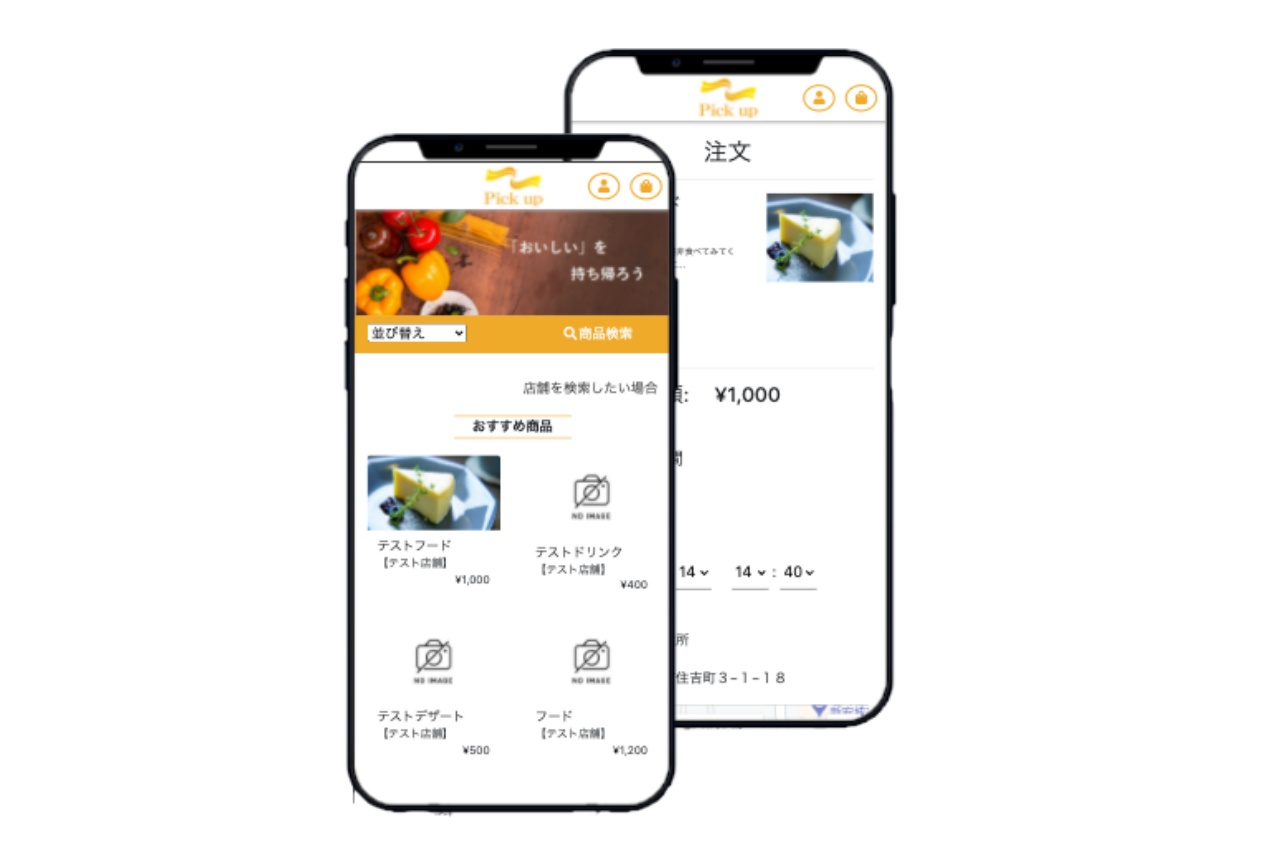 Pick up
「おいしい」を
持ち帰ろう
並び替え
商品検索
店舗を検索したい場合
おすすめ商品
テストフード
【テスト店舗】
¥1,000
NO IMAGE
テストドリンク
【テスト店舗】
¥400
NO IMAGE
テストデザート
【テスト店舗】
¥500
NO IMAGE
フード
【テスト店舗】
¥1,200
Pick up
注文
非食べてみてく
...
:
¥1,000
間
14 14 : 40
所
住吉町３−１−１８